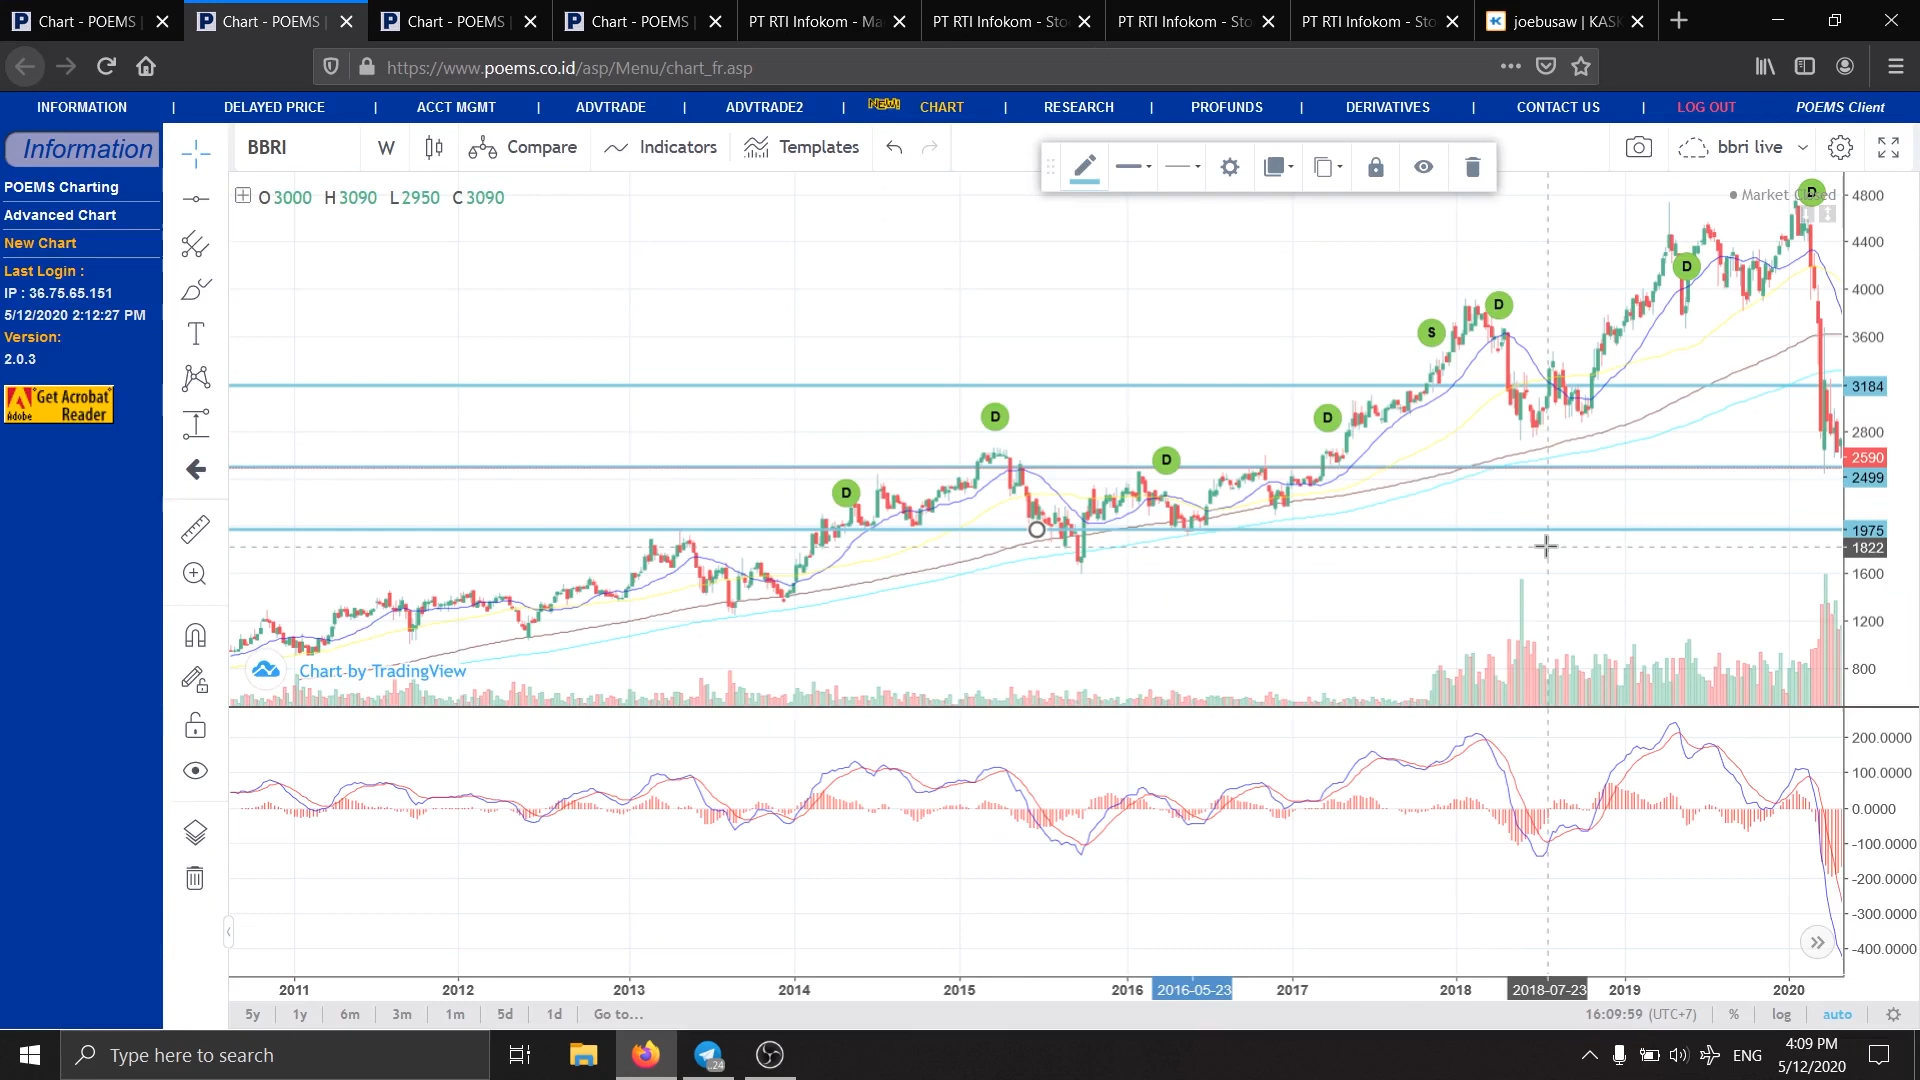 Chart - POEMS
Chart - POEMS
Chart - POEMS
Chart - POEMS
PT RTI Infokom - Ma
PT RTI Infokom - Sto
PT RTI Infokom - Sto
PT RTI Infokom - Sto
joebusaw | KASK
https://www.poems.co.id/asp/Menu/chart_fr.asp
INFORMATION | DELAYED PRICE | ACCT MGMT | ADVTRADE | ADVTRADE2 | NEW! CHART | RESEARCH | PROFUNDS | DERIVATIVES | CONTACT US | LOG OUT POEMS Client
Information
POEMS Charting
Advanced Chart
New Chart
Last Login :
IP : 36.75.65.151
5/12/2020 2:12:27 PM
Version:
2.0.3
Get Acrobat
Adobe Reader
BBRI W Compare Indicators Templates bbri live
O 3000 H 3090 L 2950 C 3090
Market Closed
D
D
D
S
D
D
D
D
D
4800
4400
4000
3600
3184
2800
2590
2499
1975
1822
1600
1200
800
Chart by TradingView
200.0000
100.0000
0.0000
-100.0000
-200.0000
-300.0000
-400.0000
2011 2012 2013 2014 2015 2016 2016-05-23 2017 2018 2018-07-23 2019 2020
5y 1y 6m 3m 1m 5d 1d Go to... 16:09:59 (UTC+7) % log auto
Type here to search
24
ENG
4:09 PM
5/12/2020